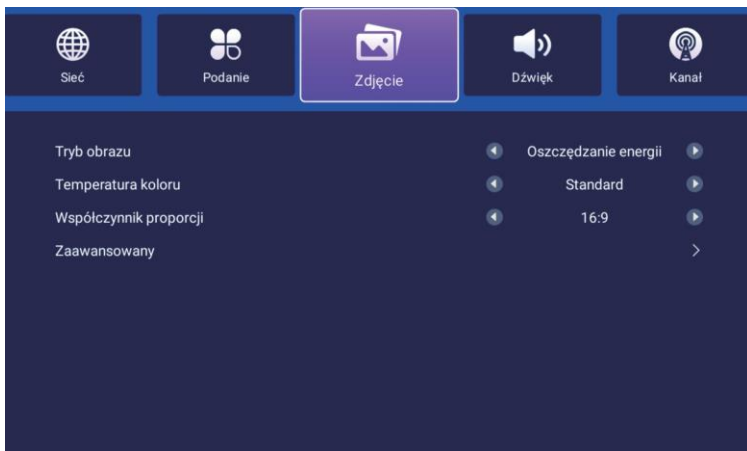 Sieć
Podanie
Zdjęcie
Dźwięk
Kanał
Tryb obrazu Oszczędzanie energii
Temperatura koloru Standard
Współczynnik proporcji 16:9
Zaawansowany